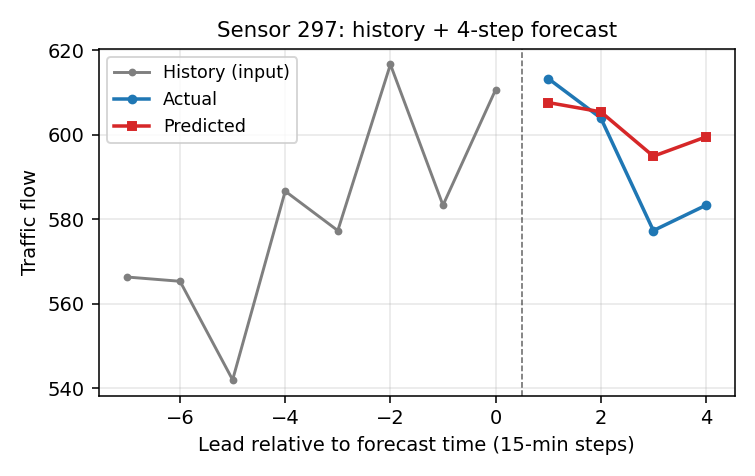 Sensor 297: history + 4-step forecast
History (input)
Actual
Predicted
Traffic flow
620
600
580
560
540
−6 −4 −2 0 2 4
Lead relative to forecast time (15-min steps)